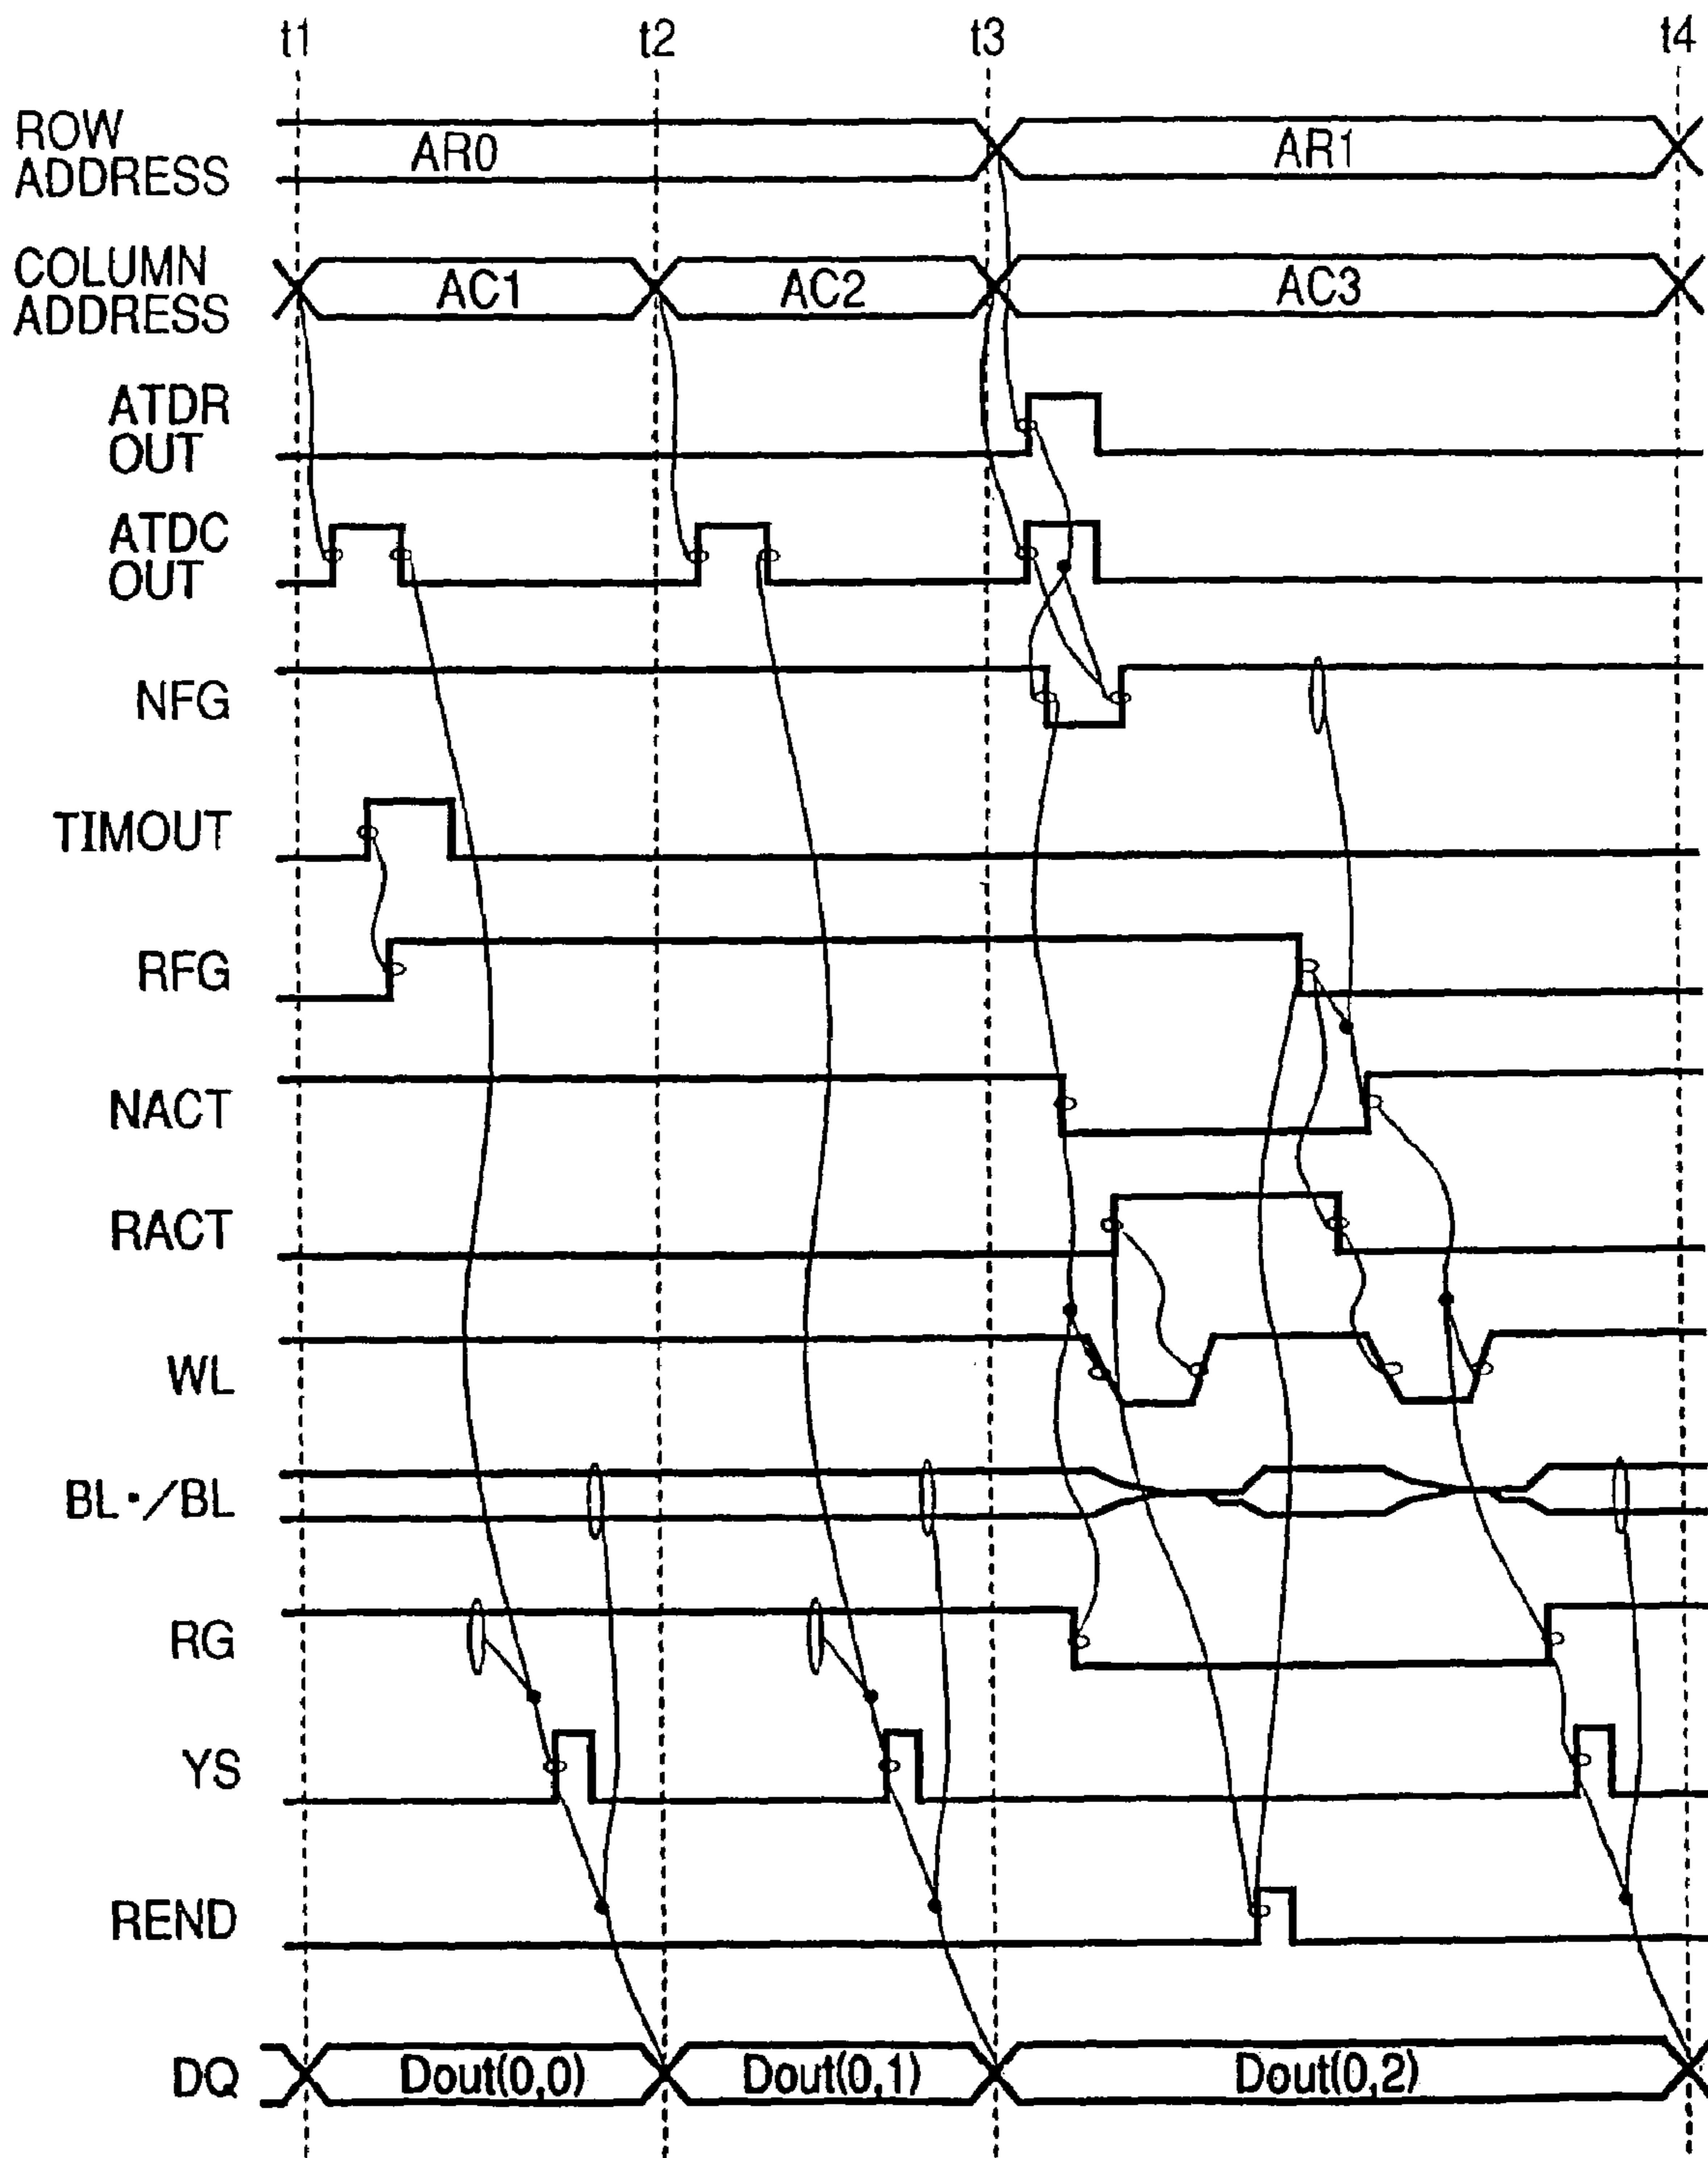 t1 t2 t3 t4
ROW
ADDRESS
AR0 AR1
COLUMN
ADDRESS
AC1 AC2 AC3
ATDR
OUT
ATDC
OUT
NFG
TIMOUT
RFG
NACT
RACT
WL
BL·/BL
RG
YS
REND
DQ
Dout(0,0) Dout(0,1) Dout(0,2)